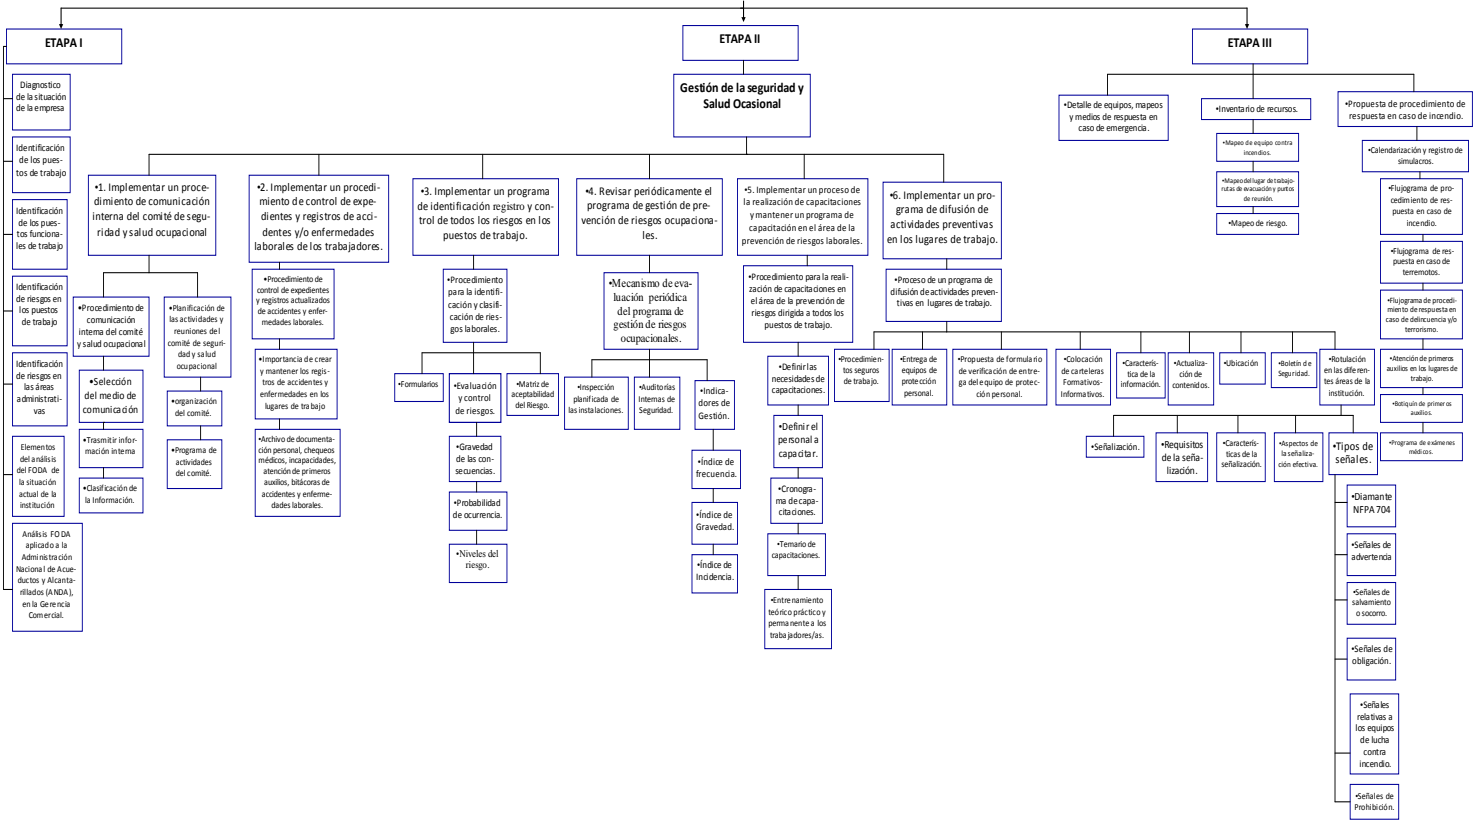 ETAPA I
Diagnostico
de la situación
de la empresa
Identificación
de los pues-
tos de trabajo
Identificación
de los pues-
tos funciona-
les de trabajo
Identificación
de riesgos en
los puestos
de trabajo
Identificación
de riesgos en
las áreas
administrati-
vas
Elementos
del análisis
del FODA de
la situación
actual de la
institución
Análisis FODA
aplicado a la
Administración
Nacional de Acue-
ductos y Alcanta-
rillados (ANDA),
en la Gerencia
Comercial.
ETAPA II
Gestión de la seguridad y
Salud Ocasional
•1. Implementar un proce-
dimiento de comunicación
interna del comité de segu-
ridad y salud ocupacional
•Procedimiento de
comunicación
interna del comité
y salud ocupacional
•Selección
del medio de
comunicación
•Trasmitir infor-
mación interna
•Clasificación de
la Información.
•Planificación de
las actividades y
reuniones del
comité de seguri-
dad y salud
ocupacional
•organización
del comité.
•Programa de
actividades
del comité.
•2. Implementar un procedi-
miento de control de expe-
dientes y registros de acci-
dentes y/o enfermedades
laborales de los trabajadores.
•Procedimiento de
control de expedientes
y registros actualizados
de accidentes y enfer-
medades laborales.
•Importancia de crear
y mantener los regis-
tros de accidentes y
enfermedades en los
lugares de trabajo
•Archivo de documenta-
ción personal, chequeos
médicos, incapacidades,
atención de primeros
auxilios, bitácoras de
accidentes y enferme-
dades laborales.
•3. Implementar un programa
de identificación registro y con-
trol de todos los riesgos en los
puestos de trabajo.
•Procedimiento
para la identifi-
cación y clasifi-
cación de ries-
gos laborales.
•Formularios
•Evaluación
y control
de riesgos.
•Gravedad
de las con-
secuencias.
•Probabilidad
de ocurrencia.
•Niveles del
riesgo.
•Matriz de
aceptabilidad
del Riesgo.
•4. Revisar periódicamente el
programa de gestión de pre-
vención de riesgos ocupaciona-
les.
•Mecanismo de eva-
luación periódica
del programa de
gestión de riesgos
ocupacionales.
•Inspección
planificada de
las instalaciones.
•Auditorías
Internas de
Seguridad.
•Indica-
dores de
Gestión.
•Índice de
frecuencia.
•Índice de
Gravedad.
•Índice de
Incidencia.
•5. Implementar un proceso de
la realización de capacitaciones
y mantener un programa de
capacitación en el área de la
prevención de riesgos laborales.
•Procedimiento para la reali-
zación de capacitaciones en
el área de la prevención de
riesgos dirigida a todos los
puestos de trabajo.
•Definir las
necesidades de
capacitaciones.
•Definir el
personal a
capacitar.
•Cronogra-
ma de capa-
citaciones.
•Temario de
capacitaciones.
•Entrenamiento
teórico práctico y
permanente a los
trabajadores/as.
•6. Implementar un pro-
grama de difusión de
actividades preventivas
en los lugares de trabajo.
•Proceso de un programa de
difusión de actividades preven-
tivas en lugares de trabajo.
•Procedimien-
tos seguros
de trabajo.
•Entrega de
equipos de
protección
personal.
•Propuesta de formulario
de verificación de entre-
ga del equipo de protec-
ción personal.
•Colocación
de carteleras
Formativos-
Informativos.
•Caracterís-
tica de la
información.
•Actualiza-
ción de
contenidos.
•Ubicación
•Boletín de
Seguridad.
•Rotulación
en las diferen-
tes áreas de la
institución.
•Señalización.
•Requisitos
de la seña-
lización.
•Caracterís-
ticas de la
señalización.
•Aspectos de
la señaliza-
ción efectiva.
•Tipos de
señales.
•Diamante
NFPA 704
•Señales de
advertencia
•Señales de
salvamiento
o socorro.
•Señales de
obligación.
•Señales
relativas a
los equipos
de lucha
contra
incendio.
•Señales de
Prohibición.
ETAPA III
•Detalle de equipos, mapeos
y medios de respuesta en
caso de emergencia.
•Inventario de recursos.
•Mapeo de equipo contra
incendios.
•Mapeo del lugar de trabajo-
rutas de evacuación y puntos
de reunión.
•Mapeo de riesgo.
•Propuesta de procedimiento de
respuesta en caso de incendio.
•Calendarización y registro de
simulacros.
•Flujograma de pro-
cedimiento de res-
puesta en caso de
incendio.
•Flujograma de res-
puesta en caso de
terremotos.
•Flujograma de procedi-
miento de respuesta en
caso de delincuencia y/o
terrorismo.
•Atención de primeros
auxilios en los lugares de
trabajo.
•Botiquín de primeros
auxilios.
•Programa de exámenes
médicos.